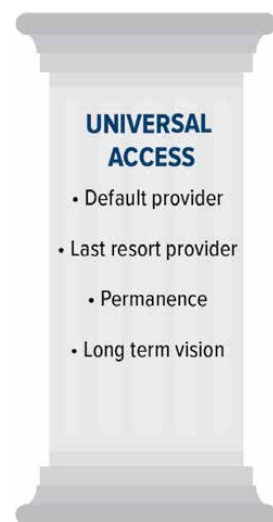 UNIVERSAL
ACCESS
• Default provider
• Last resort provider
• Permanence
• Long term vision